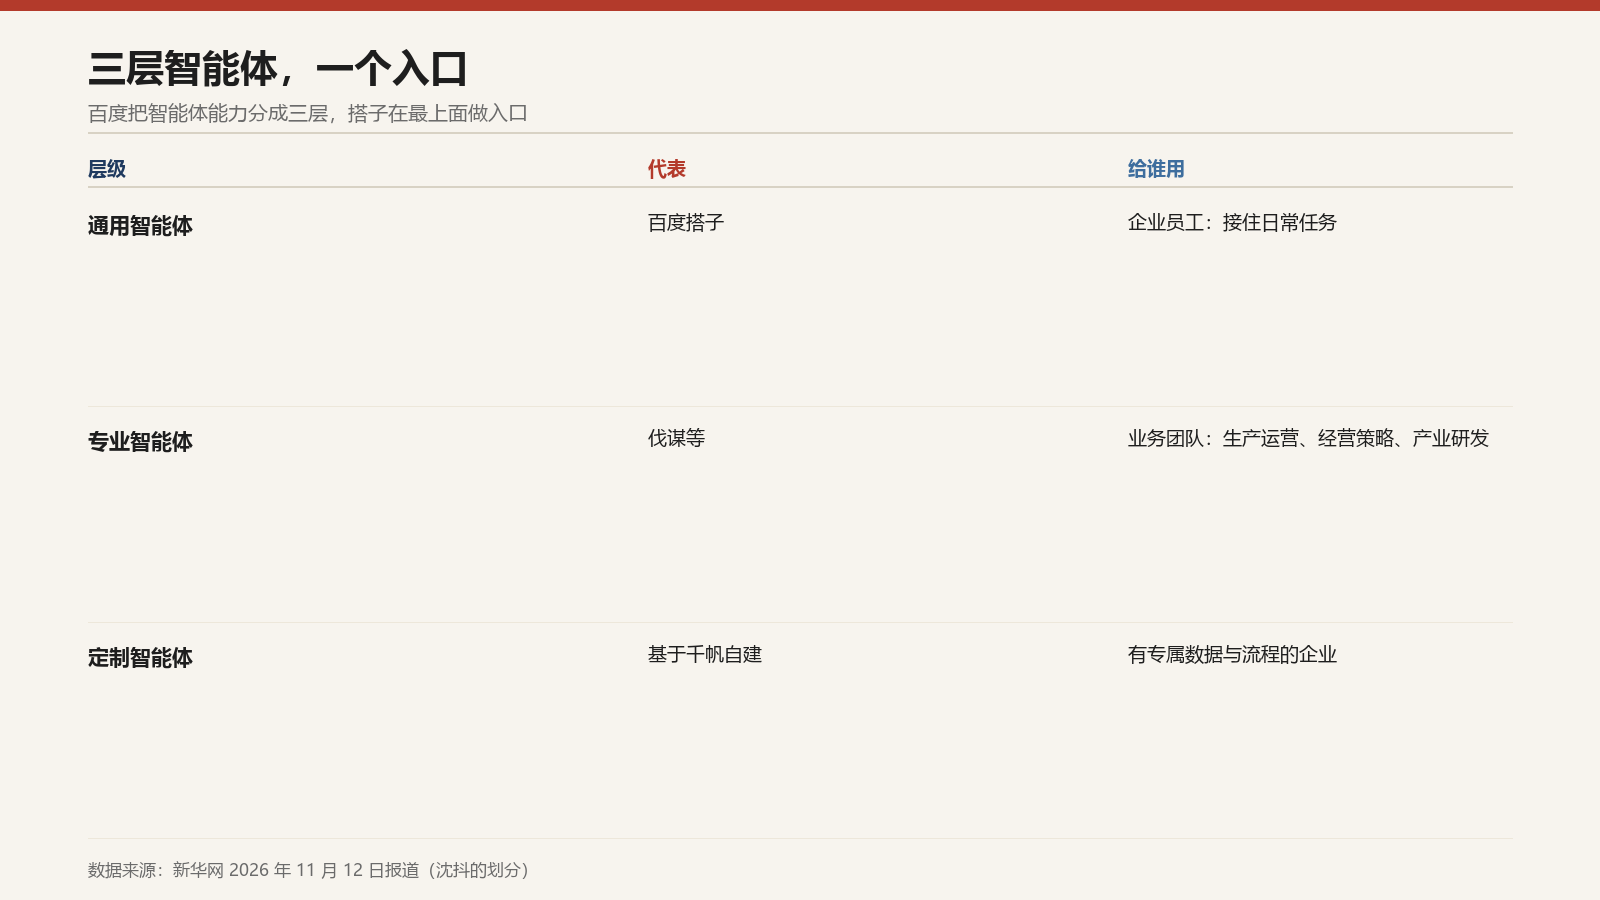 三层智能体，一个入口
百度把智能体能力分成三层，搭子在最上面做入口
层级 代表 给谁用
通用智能体 百度搭子 企业员工：接住日常任务
专业智能体 伐谋等 业务团队：生产运营、经营策略、产业研发
定制智能体 基于千帆自建 有专属数据与流程的企业
数据来源：新华网 2026 年 11 月 12 日报道（沈抖的划分）